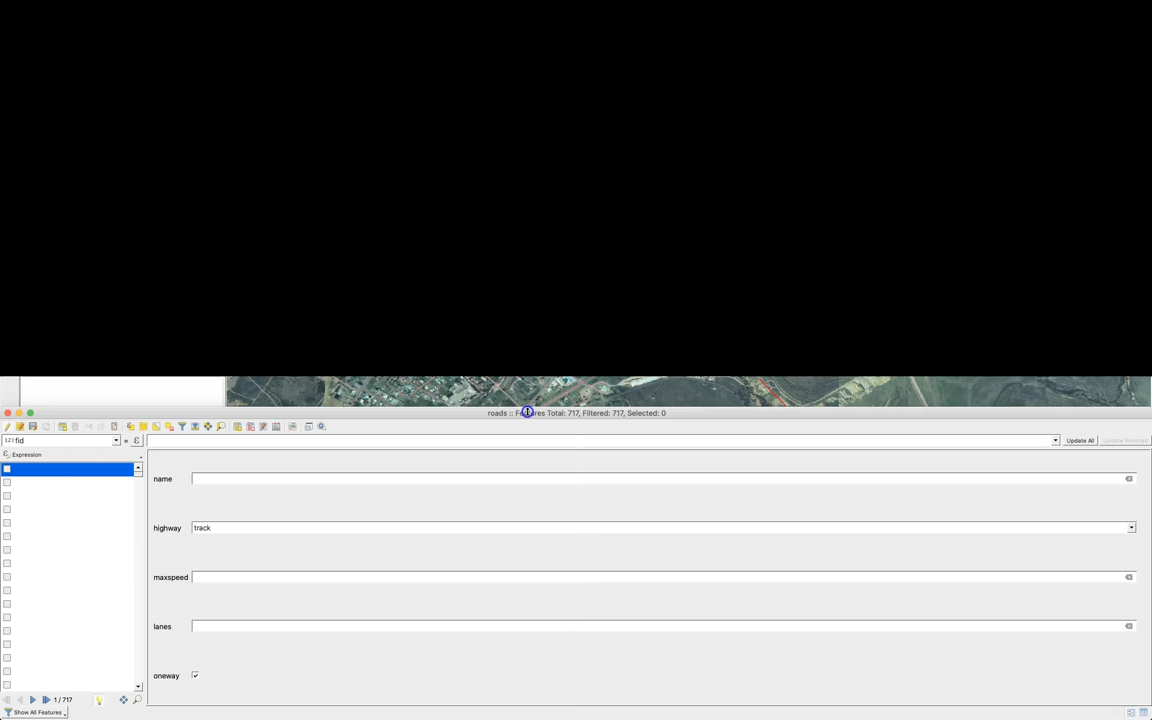 roads :: Features Total: 717, Filtered: 717, Selected: 0
123 fid
= ε
Update All
Update Selected
ε Expression
name
highway track
maxspeed
lanes
oneway
1 / 717
Show All Features